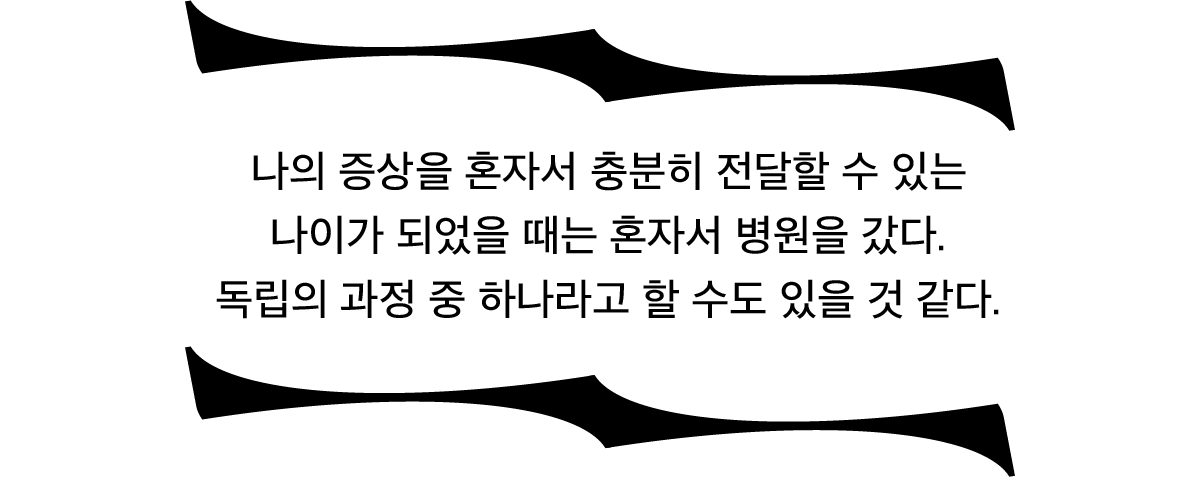 나의 증상을 혼자서 충분히 전달할 수 있는
나이가 되었을 때는 혼자서 병원을 갔다.
독립의 과정 중 하나라고 할 수도 있을 것 같다.